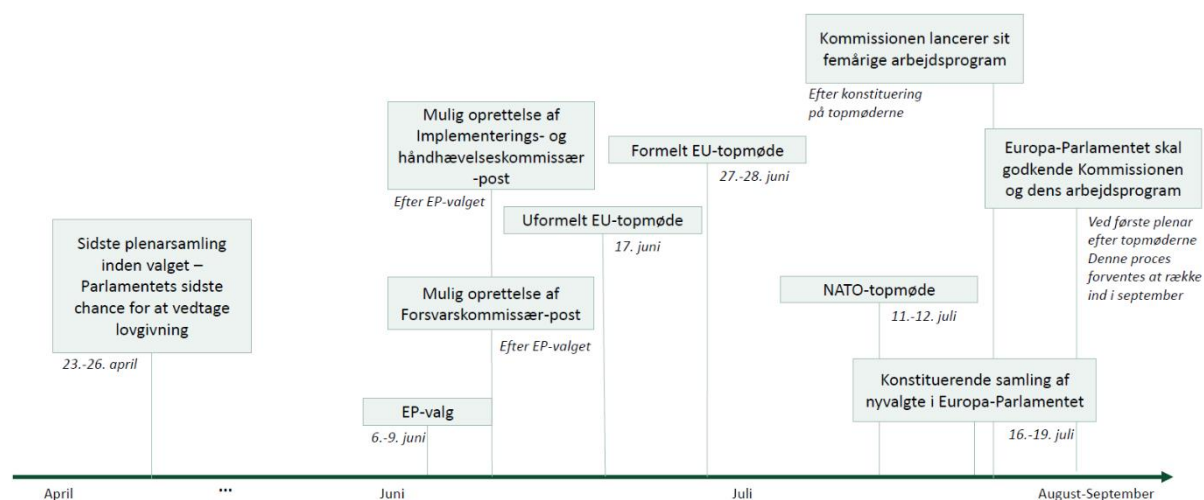 Kommissionen lancerer sit
femårige arbejdsprogram
Efter konstituering
på topmøderne
Mulig oprettelse af
Implementerings- og
håndhævelseskommissær
-post
Efter EP-valget
Formelt EU-topmøde
27.-28. juni
Europa-Parlamentet skal
godkende Kommissionen
og dens arbejdsprogram
Ved første plenar
efter topmøderne
Denne proces
forventes at række
ind i september
Uformelt EU-topmøde
17. juni
Sidste plenarsamling
inden valget –
Parlamentets sidste
chance for at vedtage
lovgivning
23.-26. april
Mulig oprettelse af
Forsvarskommissær-post
Efter EP-valget
NATO-topmøde
11.-12. juli
Konstituerende samling af
nyvalgte i Europa-Parlamentet
16.-19. juli
EP-valg
6.-9. juni
April
...
Juni
Juli
August-September